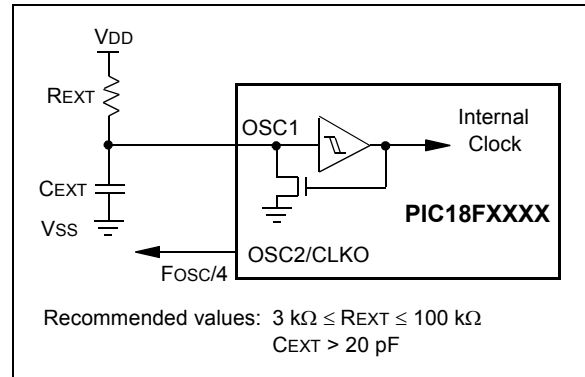 VDD
REXT
OSC1
Internal
Clock
CEXT
PIC18FXXXX
VSS
OSC2/CLKO
FOSC/4
Recommended values: 3 kΩ ≤ REXT ≤ 100 kΩ
CEXT > 20 pF